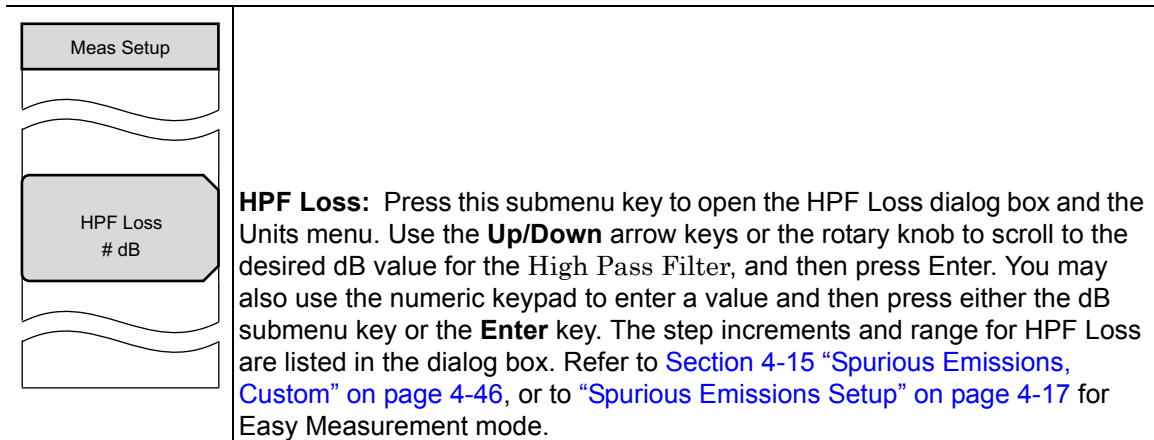 Meas Setup
HPF Loss
# dB
HPF Loss: Press this submenu key to open the HPF Loss dialog box and the
Units menu. Use the Up/Down arrow keys or the rotary knob to scroll to the
desired dB value for the High Pass Filter, and then press Enter. You may
also use the numeric keypad to enter a value and then press either the dB
submenu key or the Enter key. The step increments and range for HPF Loss
are listed in the dialog box. Refer to Section 4-15 “Spurious Emissions,
Custom” on page 4-46, or to “Spurious Emissions Setup” on page 4-17 for
Easy Measurement mode.